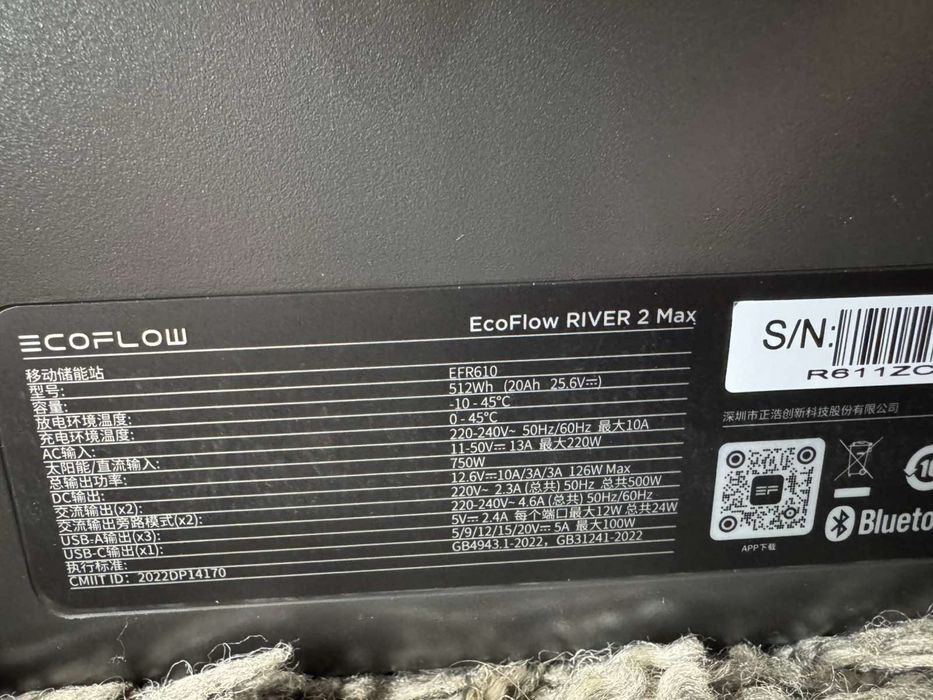 ECOFLOW
EcoFlow RIVER 2 Max
移动储能站
型号: EFR610
容量: 512Wh (20Ah 25.6V⎓)
放电环境温度: -10 - 45°C
充电环境温度: 0 - 45°C
AC输入: 220-240V~ 50Hz/60Hz 最大10A
太阳能/直流输入: 11-50V⎓ 13A 最大220W
总输出功率: 750W
DC输出: 12.6V⎓10A/3A/3A 126W Max
交流输出(x2): 220V~ 2.3A (总共) 50Hz 总共500W
交流输出旁路模式(x2): 220-240V~ 4.6A (总共) 50Hz/60Hz
USB-A输出(x3): 5V⎓ 2.4A 每个端口最大12W 总共24W
USB-C输出(x1): 5/9/12/15/20V⎓ 5A 最大100W
执行标准: GB4943.1-2022, GB31241-2022
CMIIT ID: 2022DP14170
S/N:
R611ZC
深圳市正浩创新科技股份有限公司
APP下载
10
Blueto